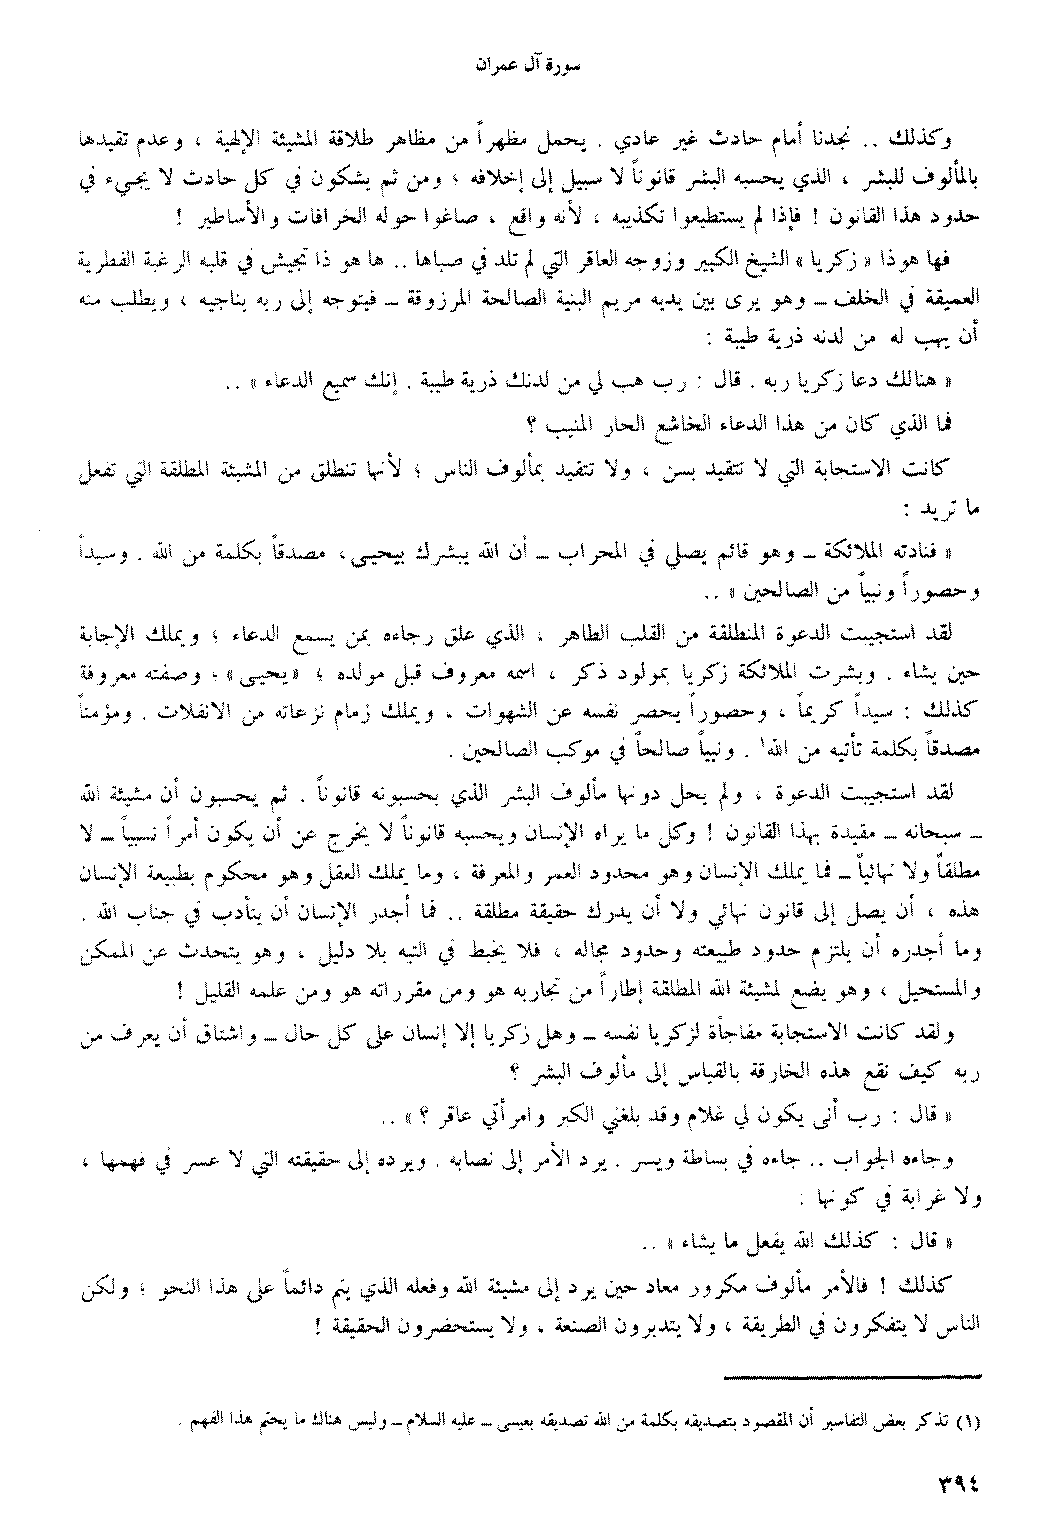 سورة آل عمران
وكذلك .. نجدنا أمام حادث غير عادي . يحمل مظهراً من مظاهر طلاقة المشيئة الإلهية ، وعدم تقيدها
بالمألوف للبشر ، الذي يحسبه البشر قانوناً لا سبيل إلى إخلافه ؛ ومن ثم يشكون في كل حادث لا يجيء في
حدود هذا القانون ! فإذا لم يستطيعوا تكذيبه ، لأنه واقع ، صاغوا حوله الخرافات والأساطير !
فها هوذا « زكريا » الشيخ الكبير وزوجه العاقر التي لم تلد في صباها .. ها هو ذا تجيش في قلبه الرغبة الفطرية
العميقة في الخلف – وهو يرى بين يديه مريم البنية الصالحة المرزوقة – فيتوجه إلى ربه يناجيه ، ويطلب منه
أن يهب له من لدنه ذرية طيبة :
« هنالك دعا زكريا ربه . قال : رب هب لي من لدنك ذرية طيبة . إنك سميع الدعاء » ..
فما الذي كان من هذا الدعاء الخاشع الحار المنيب ؟
كانت الاستجابة التي لا تتقيد بسن ، ولا تتقيد بمألوف الناس ؛ لأنها تنطلق من المشيئة المطلقة التي تفعل
ما تريد :
« فنادته الملائكة – وهو قائم يصلي في المحراب – أن الله يبشرك بيحيـى، مصدقاً بكلمة من الله . وسيداً
وحصوراً ونبياً من الصالحين » ..
لقد استجيبت الدعوة المنطلقة من القلب الطاهر ، الذي علق رجاءه بمن يسمع الدعاء ؛ ويملك الإجابة
حين يشاء . وبشرت الملائكة زكريا بمولود ذكر ، اسمه معروف قبل مولده ؛ «يحيى» ؛ وصفته معروفة
كذلك : سيداً كريماً ، وحصوراً يحصر نفسه عن الشهوات ، ويملك زمام نزعاته من الانفلات . ومؤمناً
مصدقاً بكلمة تأتيه من الله١ . ونبياً صالحاً في موكب الصالحين .
لقد استجيبت الدعوة ، ولم يحل دونها مألوف البشر الذي يحسبونه قانوناً . ثم يحسبون أن مشيئة الله
– سبحانه – مقيدة بهذا القانون ! وكل ما يراه الإنسان ويحسبه قانوناً لا يخرج عن أن يكون أمراً نسبياً – لا
مطلقاً ولا نهائياً – فما يملك الإنسان وهو محدود العمر والمعرفة ، وما يملك العقل وهو محكوم بطبيعة الإنسان
هذه ، أن يصل إلى قانون نهائي ولا أن يدرك حقيقة مطلقة .. فما أجدر الإنسان أن يتأدب في جناب الله .
وما أجدره أن يلتزم حدود طبيعته وحدود مجاله ، فلا يخبط في التيه بلا دليل ، وهو يتحدث عن الممكن
والمستحيل ، وهو يضع لمشيئة الله المطلقة إطاراً من تجاربه هو ومن مقرراته هو ومن علمه القليل !
ولقد كانت الاستجابة مفاجأة لزكريا نفسه – وهل زكريا إلا إنسان على كل حال – واشتاق أن يعرف من
ربه كيف تقع هذه الخارقة بالقياس إلى مألوف البشر ؟
« قال : رب أنى يكون لي غلام وقد بلغني الكبر وامرأتي عاقر ؟ » ..
وجاءه الجواب .. جاءه في بساطة ويسر . يرد الأمر إلى نصابه . ويرده إلى حقيقته التي لا عسر في فهمها ،
ولا غرابة في كونها :
« قال : كذلك الله يفعل ما يشاء » ..
كذلك ! فالأمر مألوف مكرور معاد حين يرد إلى مشيئة الله وفعله الذي يتم دائماً على هذا النحو ؛ ولكن
الناس لا يتفكرون في الطريقة ، ولا يتدبرون الصنعة ، ولا يستحضرون الحقيقة !
(١) تذكر بعض التفاسير أن المقصود بتصديقه بكلمة من الله تصديقه بعيسى – عليه السلام – وليس هناك ما يحتم هذا الفهم .
٣٩٤